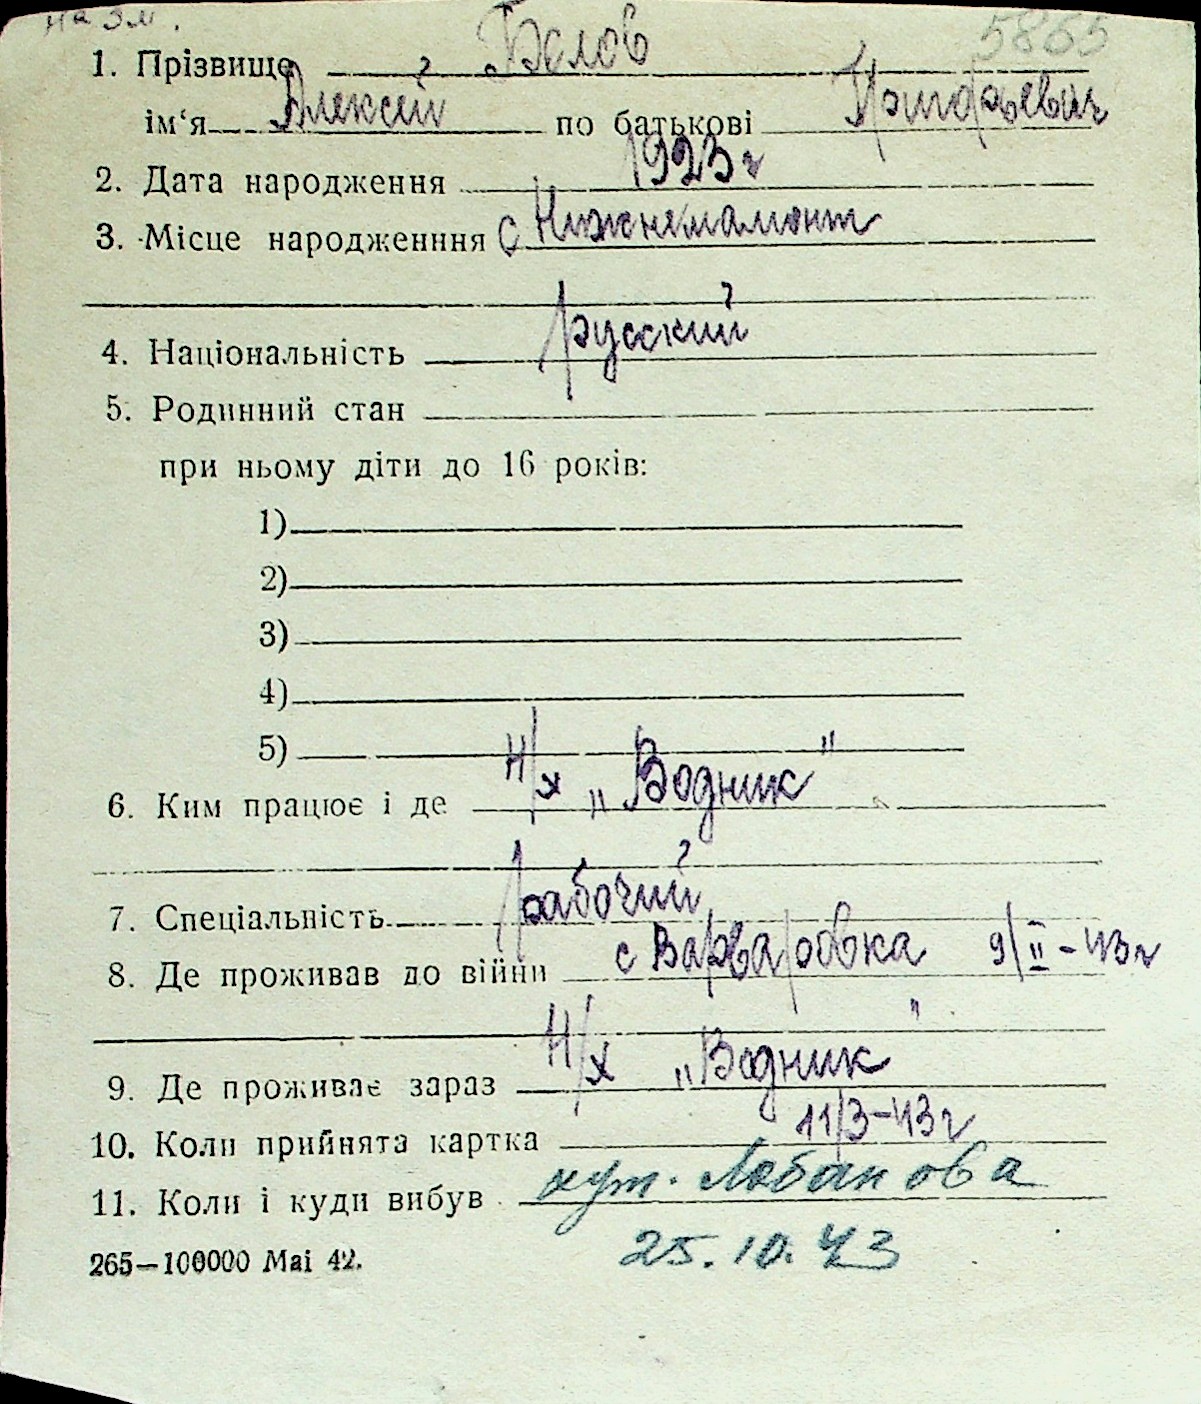 на Зм.
5865
1. Прізвище Белов
ім‘я Алексей по батькові
2. Дата народження 1923 г
3. Місце народженння с Нижнемамонт
4. Національність русский
5. Родинний стан
при ньому діти до 16 років:
1)
2)
3)
4)
5)
6. Ким працює і де Н/х „Водник"
7. Спеціальність рабочий
8. Де проживав до війни с Варваровка 9/II-43г
9. Де проживає зараз Н/х „Водник"
10. Коли прийнята картка 11/3-43г
11. Коли і куди вибув хут. Лобанова
25.10.43
265—100000 Маі 42.